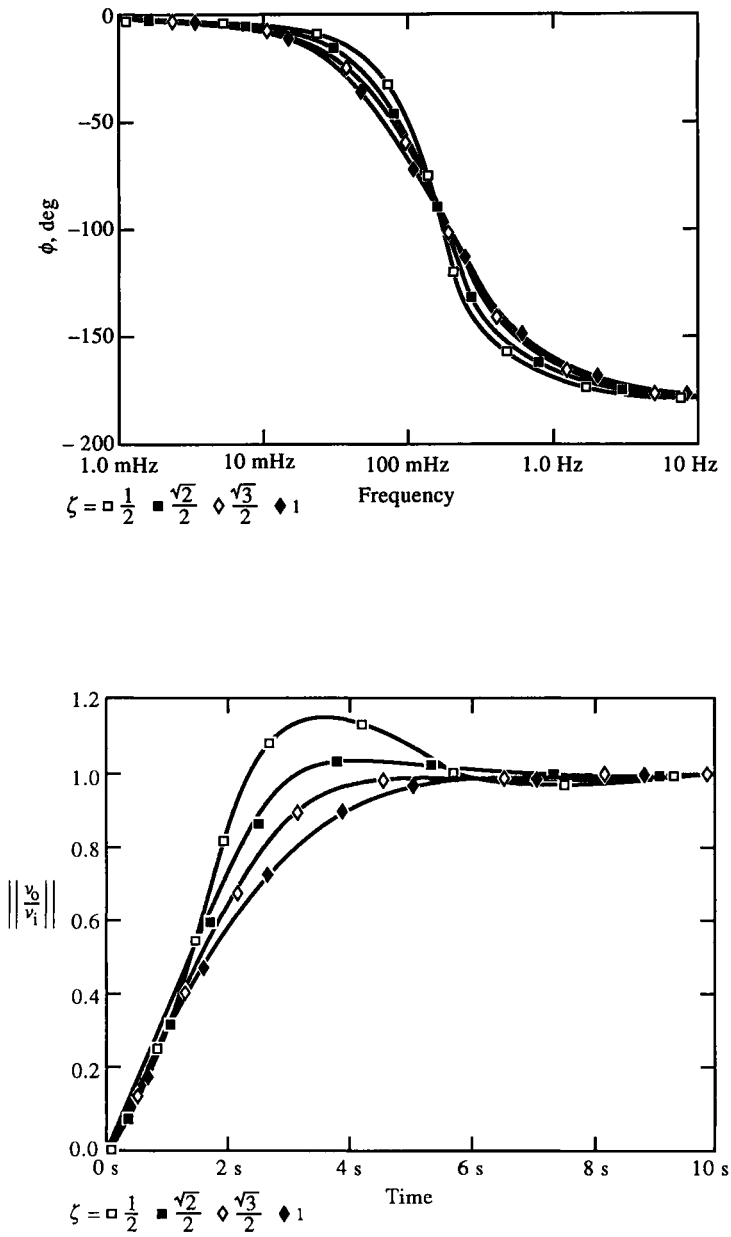 0
−50
−100
−150
−200
ϕ, deg
1.0 mHz 10 mHz 100 mHz 1.0 Hz 10 Hz
Frequency
ζ = □ 1/2 ■ √2/2 ◇ √3/2 ◆ 1
1.2
1.0
0.8
0.6
0.4
0.2
0.0
||v_o/v_i||
0 s 2 s 4 s 6 s 8 s 10 s
Time
ζ = □ 1/2 ■ √2/2 ◇ √3/2 ◆ 1